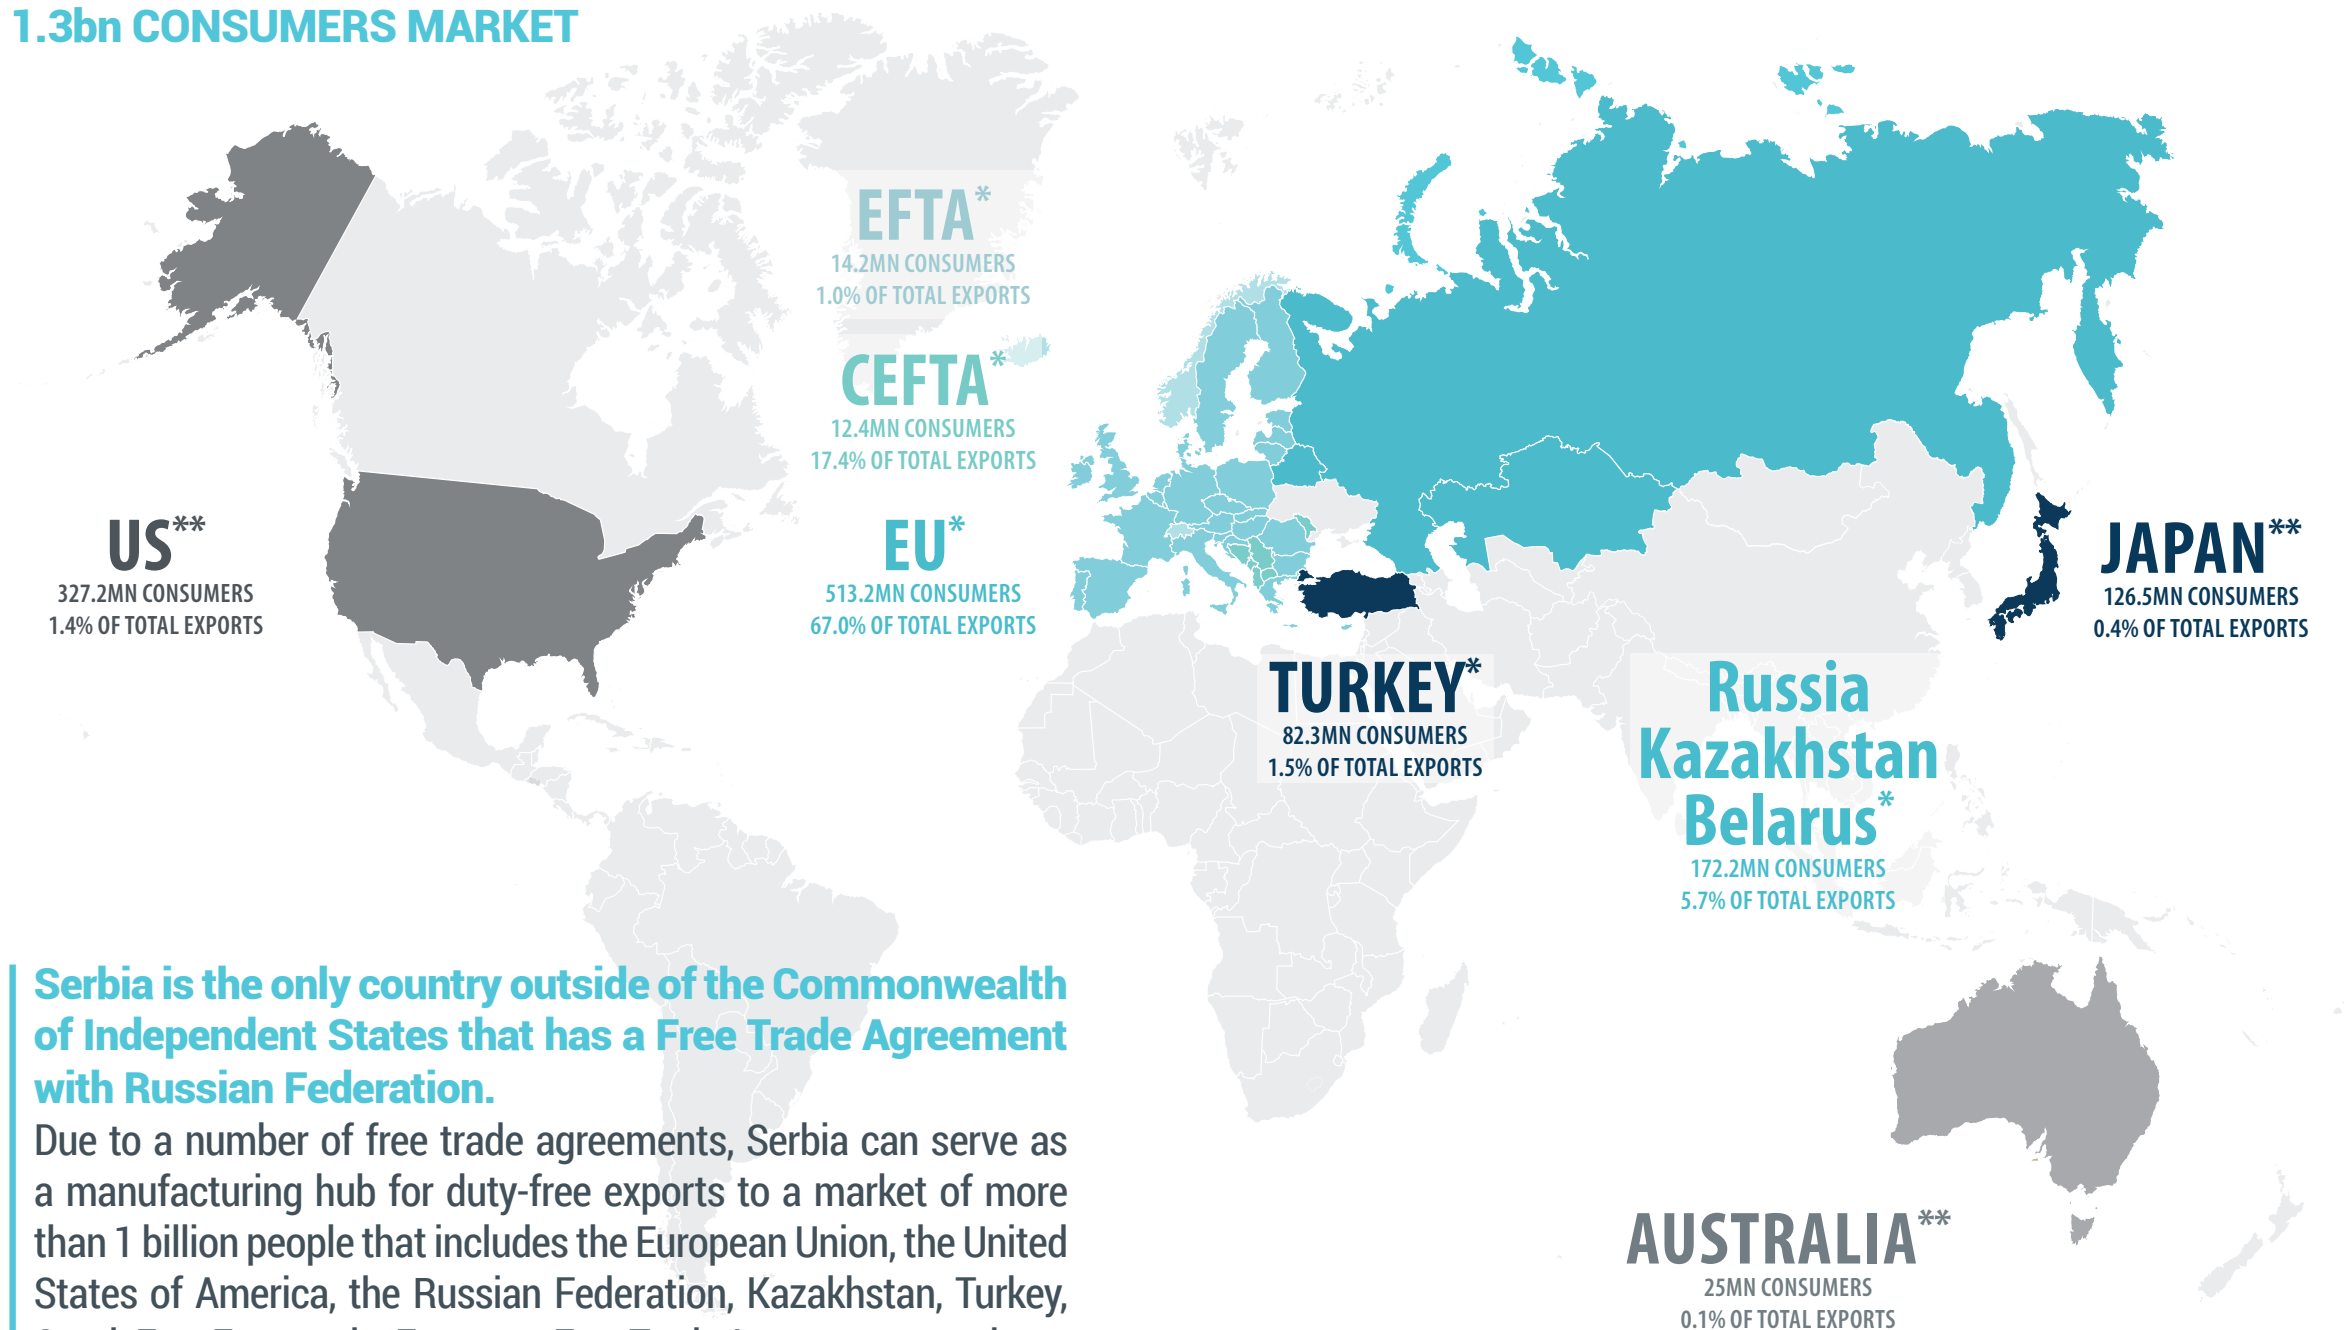 1.3bn CONSUMERS MARKET
EFTA*
14.2MN CONSUMERS
1.0% OF TOTAL EXPORTS
CEFTA*
12.4MN CONSUMERS
17.4% OF TOTAL EXPORTS
US**
327.2MN CONSUMERS
1.4% OF TOTAL EXPORTS
EU*
513.2MN CONSUMERS
67.0% OF TOTAL EXPORTS
JAPAN**
126.5MN CONSUMERS
0.4% OF TOTAL EXPORTS
TURKEY*
82.3MN CONSUMERS
1.5% OF TOTAL EXPORTS
Russia
Kazakhstan
Belarus*
172.2MN CONSUMERS
5.7% OF TOTAL EXPORTS
Serbia is the only country outside of the Commonwealth
of Independent States that has a Free Trade Agreement
with Russian Federation.
Due to a number of free trade agreements, Serbia can serve as
a manufacturing hub for duty-free exports to a market of more
than 1 billion people that includes the European Union, the United
States of America, the Russian Federation, Kazakhstan, Turkey,
AUSTRALIA**
25MN CONSUMERS
0.1% OF TOTAL EXPORTS